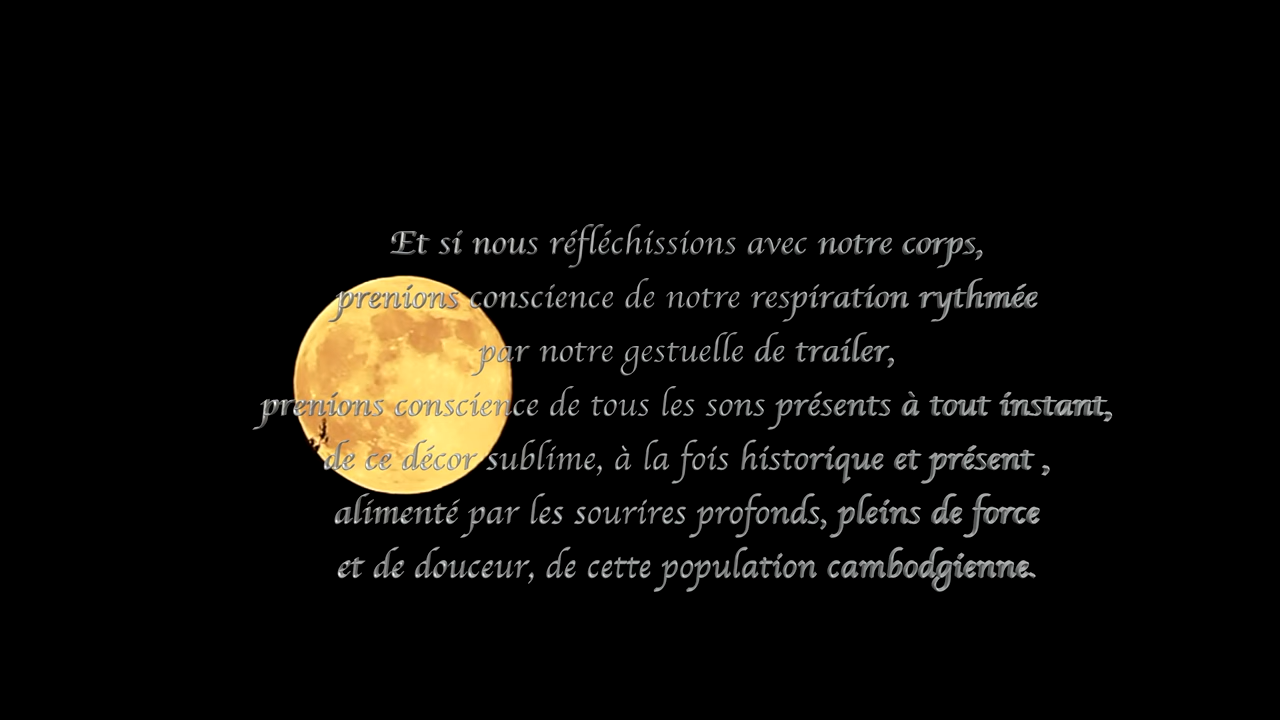 Et si nous réfléchissions avec notre corps,
prenions conscience de notre respiration rythmée
par notre gestuelle de trailer,
prenions conscience de tous les sons présents à tout instant,
de ce décor sublime, à la fois historique et présent ,
alimenté par les sourires profonds, pleins de force
et de douceur, de cette population cambodgienne.